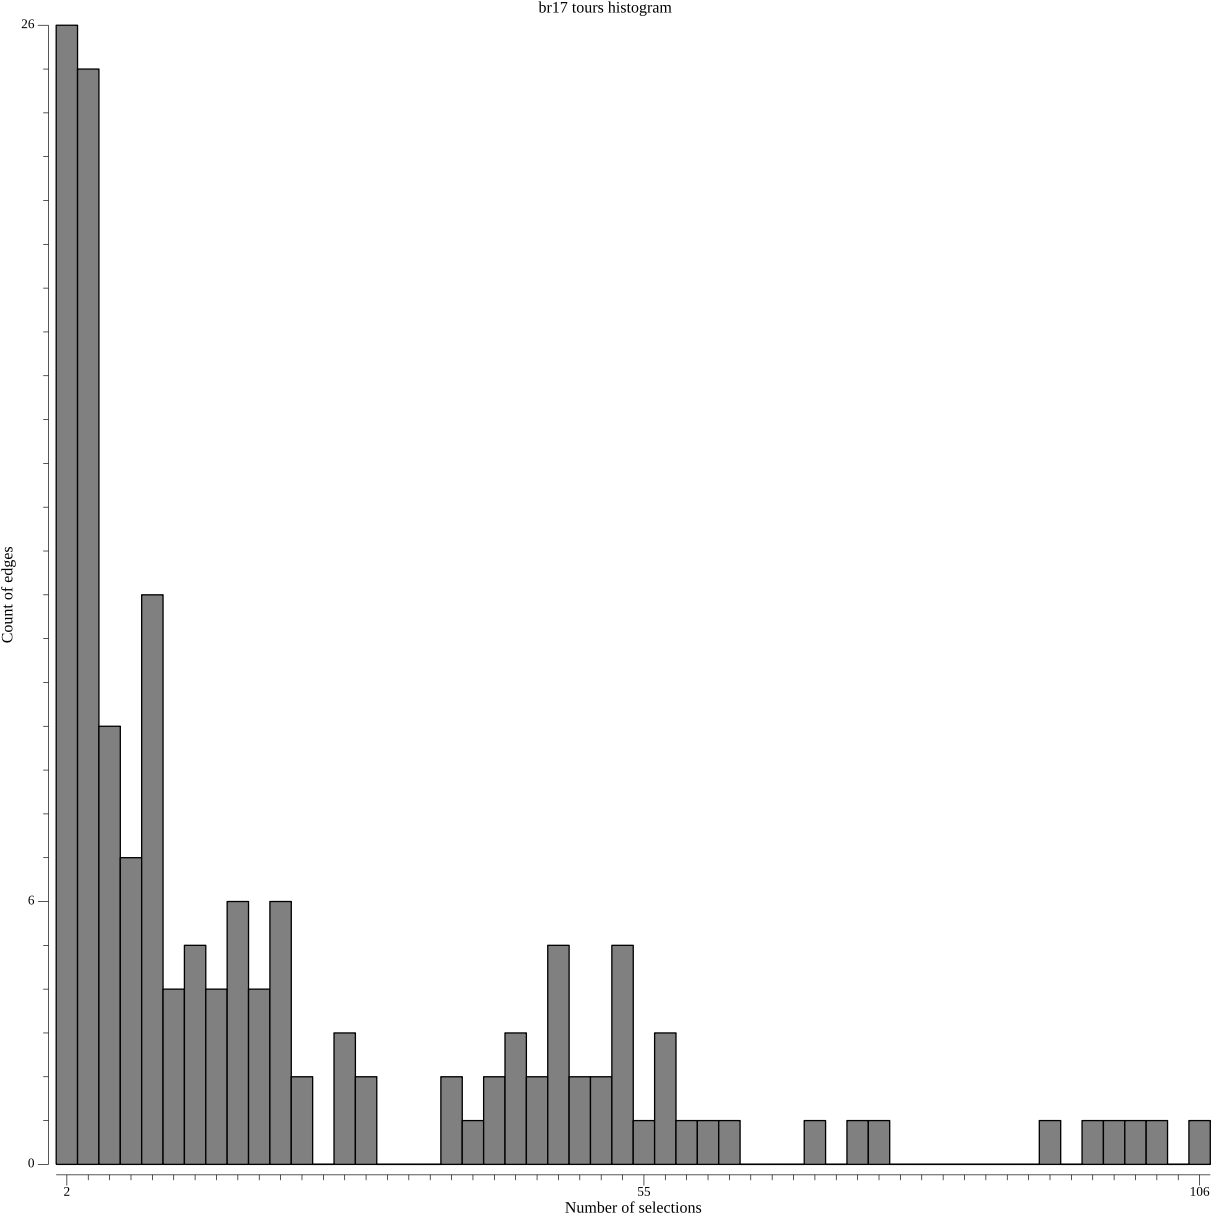 br17 tours histogram
26
Count of edges
6
0
2 55 106
Number of selections